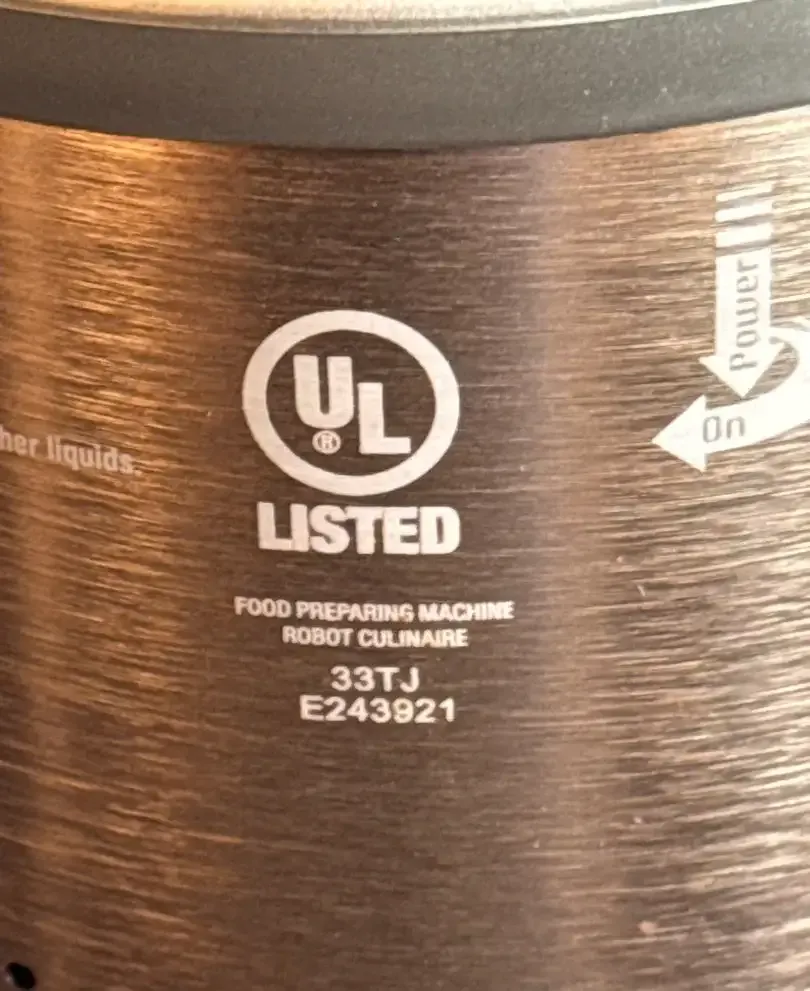 Power
On
her liquids.
UL
®
LISTED
FOOD PREPARING MACHINE
ROBOT CULINAIRE
33TJ
E243921